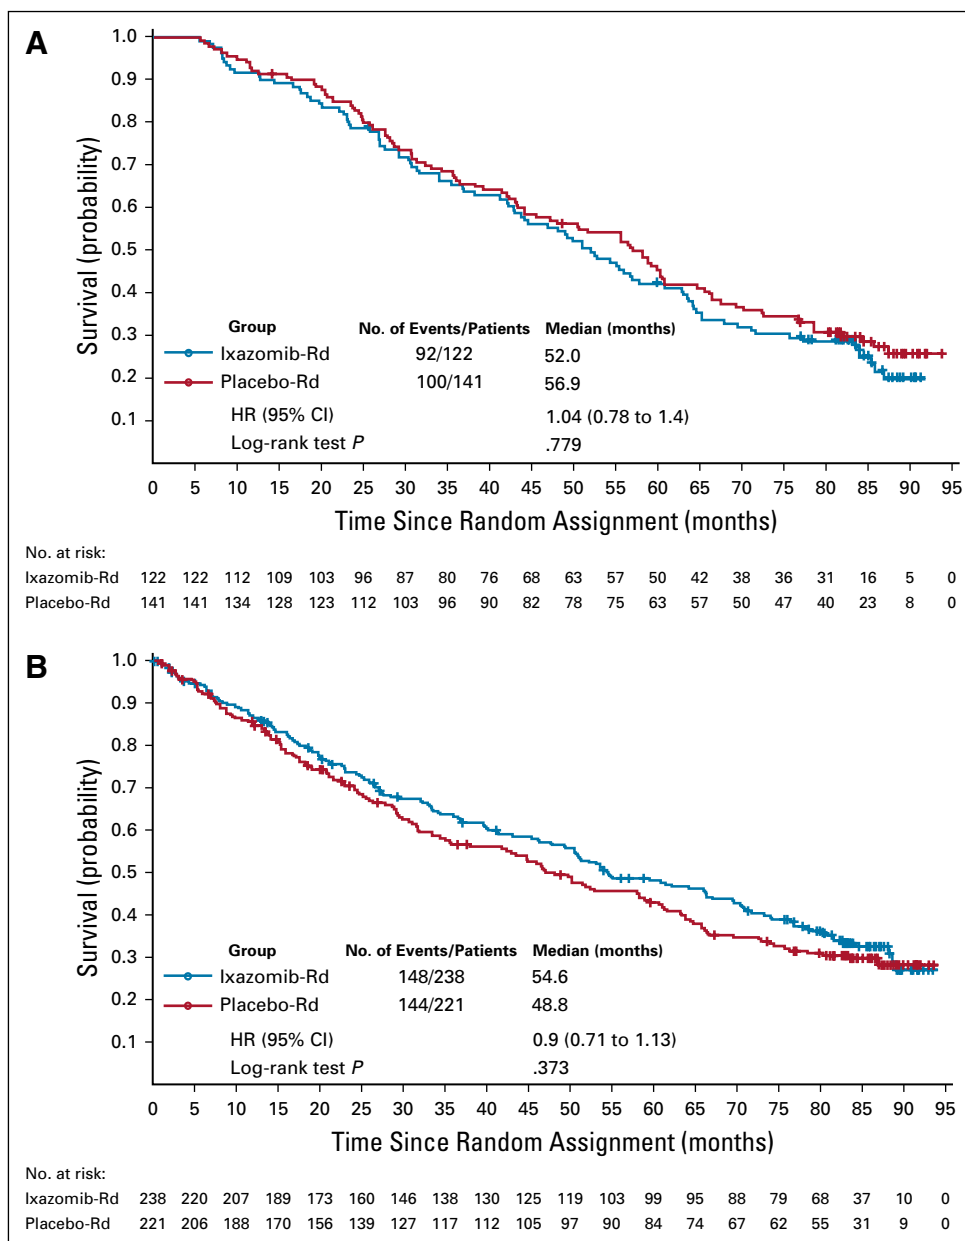 A
1.0
0.9
0.8
0.7
0.6
0.5
0.4
0.3
0.2
0.1
Survival (probability)
Group No. of Events/Patients Median (months)
Ixazomib-Rd 92/122 52.0
Placebo-Rd 100/141 56.9
HR (95% CI) 1.04 (0.78 to 1.4)
Log-rank test P .779
0 5 10 15 20 25 30 35 40 45 50 55 60 65 70 75 80 85 90 95
Time Since Random Assignment (months)
No. at risk:
Ixazomib-Rd 122 122 112 109 103 96 87 80 76 68 63 57 50 42 38 36 31 16 5 0
Placebo-Rd 141 141 134 128 123 112 103 96 90 82 78 75 63 57 50 47 40 23 8 0
B
1.0
0.9
0.8
0.7
0.6
0.5
0.4
0.3
0.2
0.1
Survival (probability)
Group No. of Events/Patients Median (months)
Ixazomib-Rd 148/238 54.6
Placebo-Rd 144/221 48.8
HR (95% CI) 0.9 (0.71 to 1.13)
Log-rank test P .373
0 5 10 15 20 25 30 35 40 45 50 55 60 65 70 75 80 85 90 95
Time Since Random Assignment (months)
No. at risk:
Ixazomib-Rd 238 220 207 189 173 160 146 138 130 125 119 103 99 95 88 79 68 37 10 0
Placebo-Rd 221 206 188 170 156 139 127 117 112 105 97 90 84 74 67 62 55 31 9 0